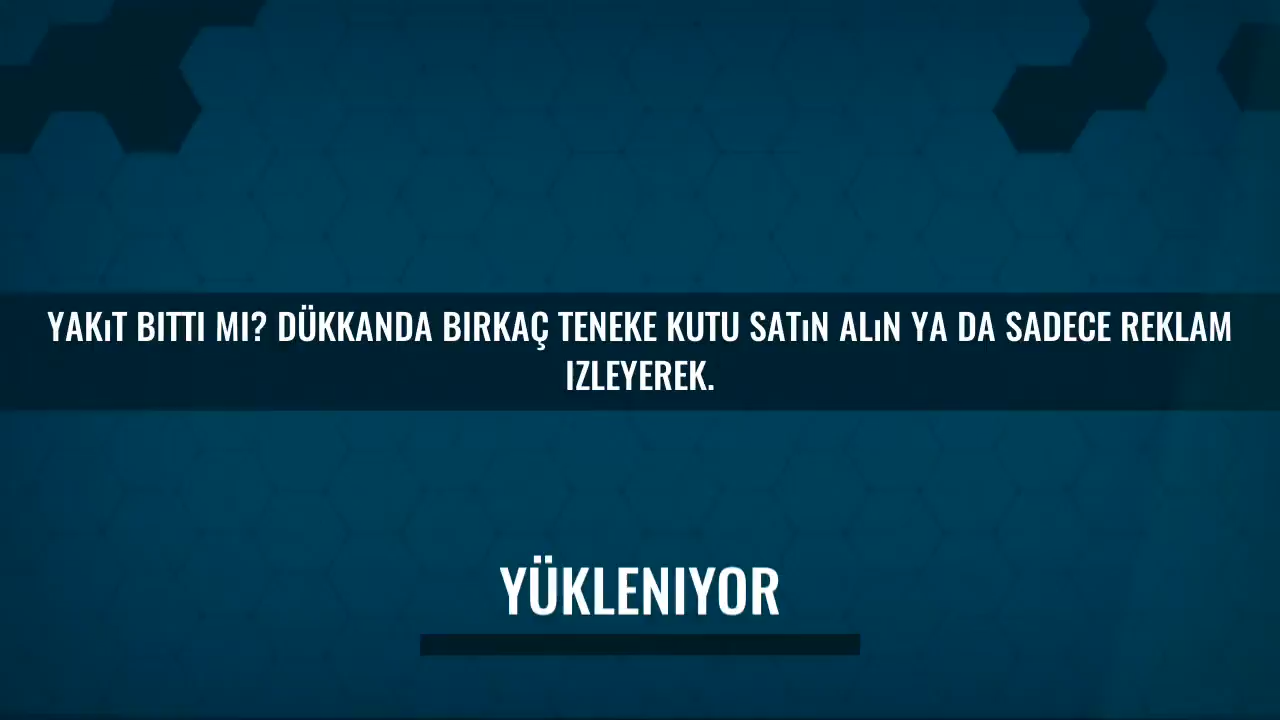 YAKıT BITTI MI? DÜKKANDA BIRKAÇ TENEKE KUTU SATıN ALıN YA DA SADECE REKLAM
IZLEYEREK.
YÜKLENIYOR